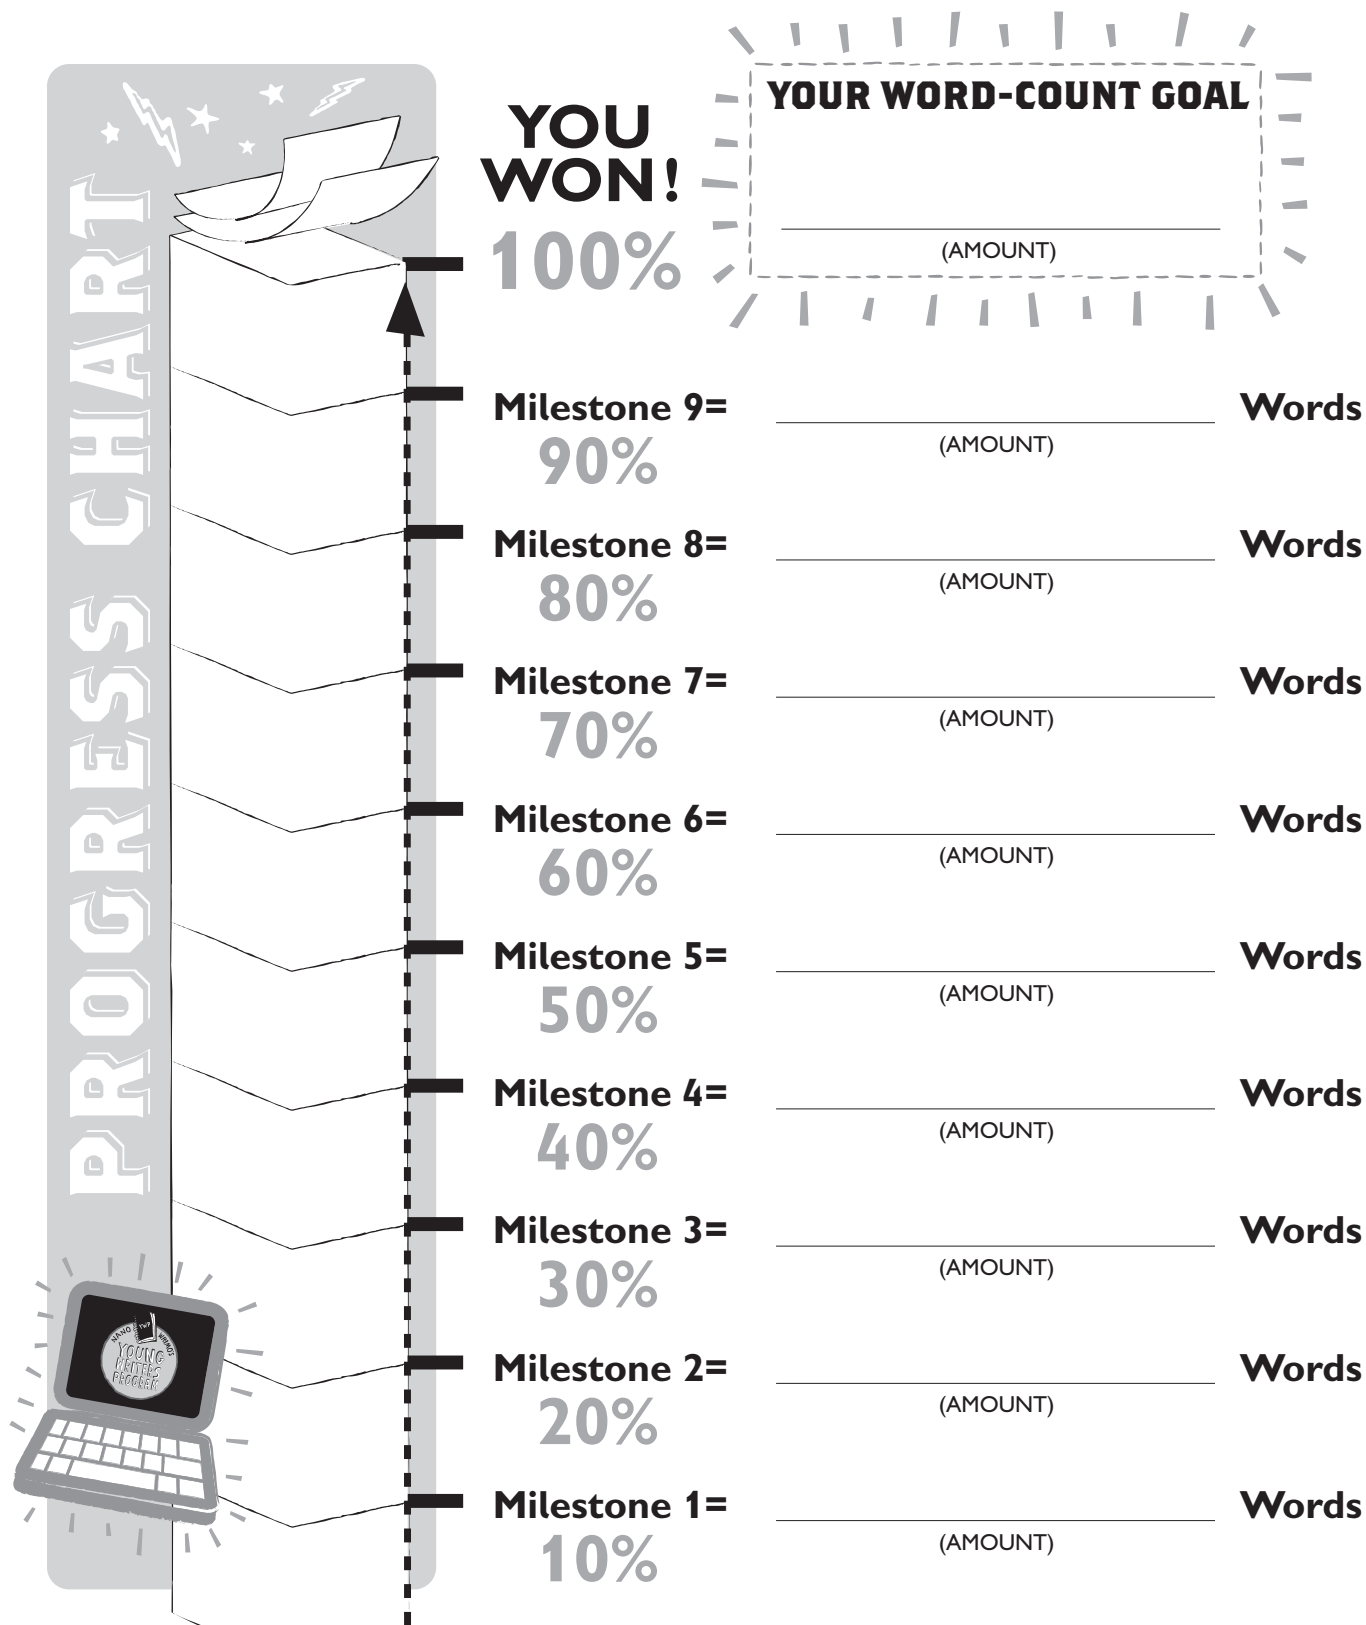 PROGRESS CHART
YOU
WON!
100%
YOUR WORD-COUNT GOAL
(AMOUNT)
Milestone 9=
Words
90%
(AMOUNT)
Milestone 8=
Words
80%
(AMOUNT)
Milestone 7=
Words
70%
(AMOUNT)
Milestone 6=
Words
60%
(AMOUNT)
Milestone 5=
Words
50%
(AMOUNT)
Milestone 4=
Words
40%
(AMOUNT)
Milestone 3=
Words
30%
(AMOUNT)
Milestone 2=
Words
20%
(AMOUNT)
Milestone 1=
Words
10%
(AMOUNT)
NANO WRIMO'S
YWP
YOUNG
WRITERS
PROGRAM